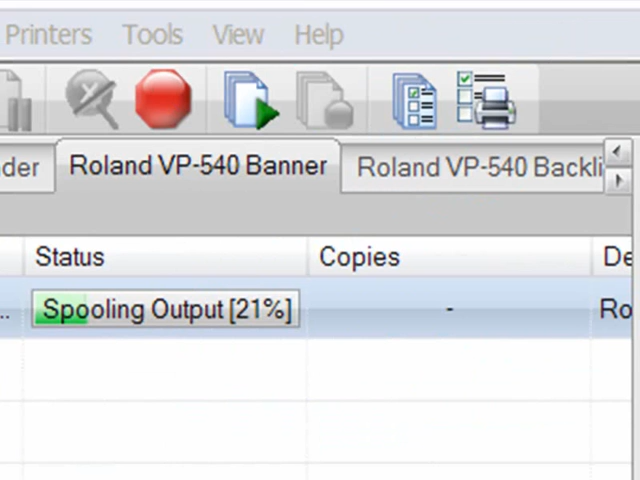 Printers Tools View Help
der Roland VP-540 Banner Roland VP-540 Backli
Status Copies De
.. Spooling Output [21%] - Ro